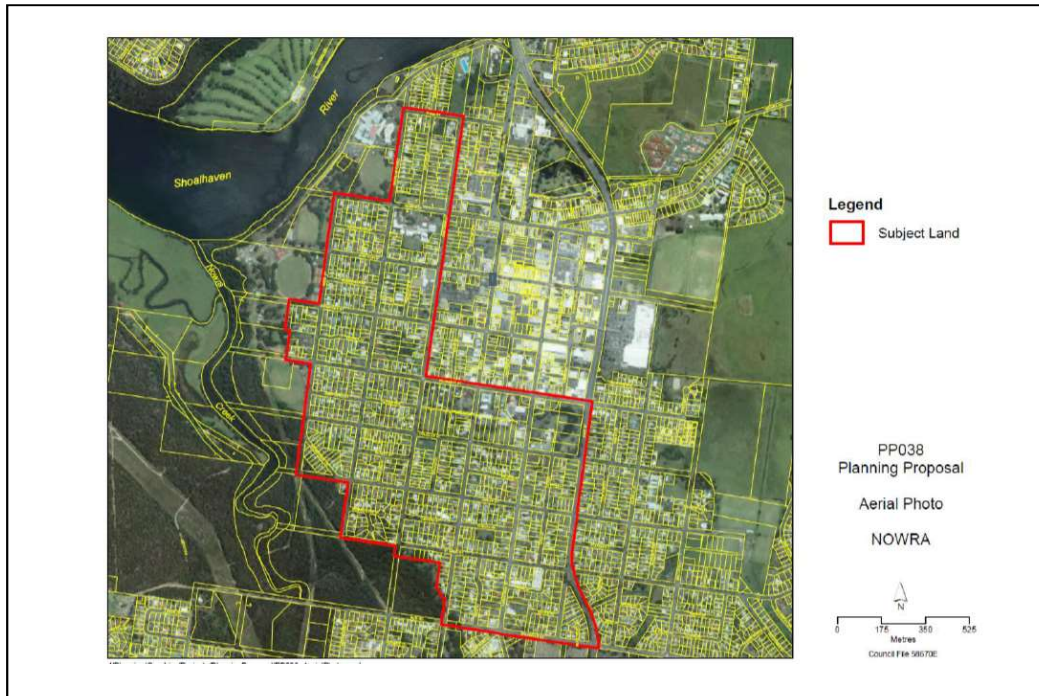 River
Shoalhaven
Nowra
Creek
Legend
Subject Land
PP038
Planning Proposal
Aerial Photo
NOWRA
N
0 175 350 525
Metres
Council File 58670E